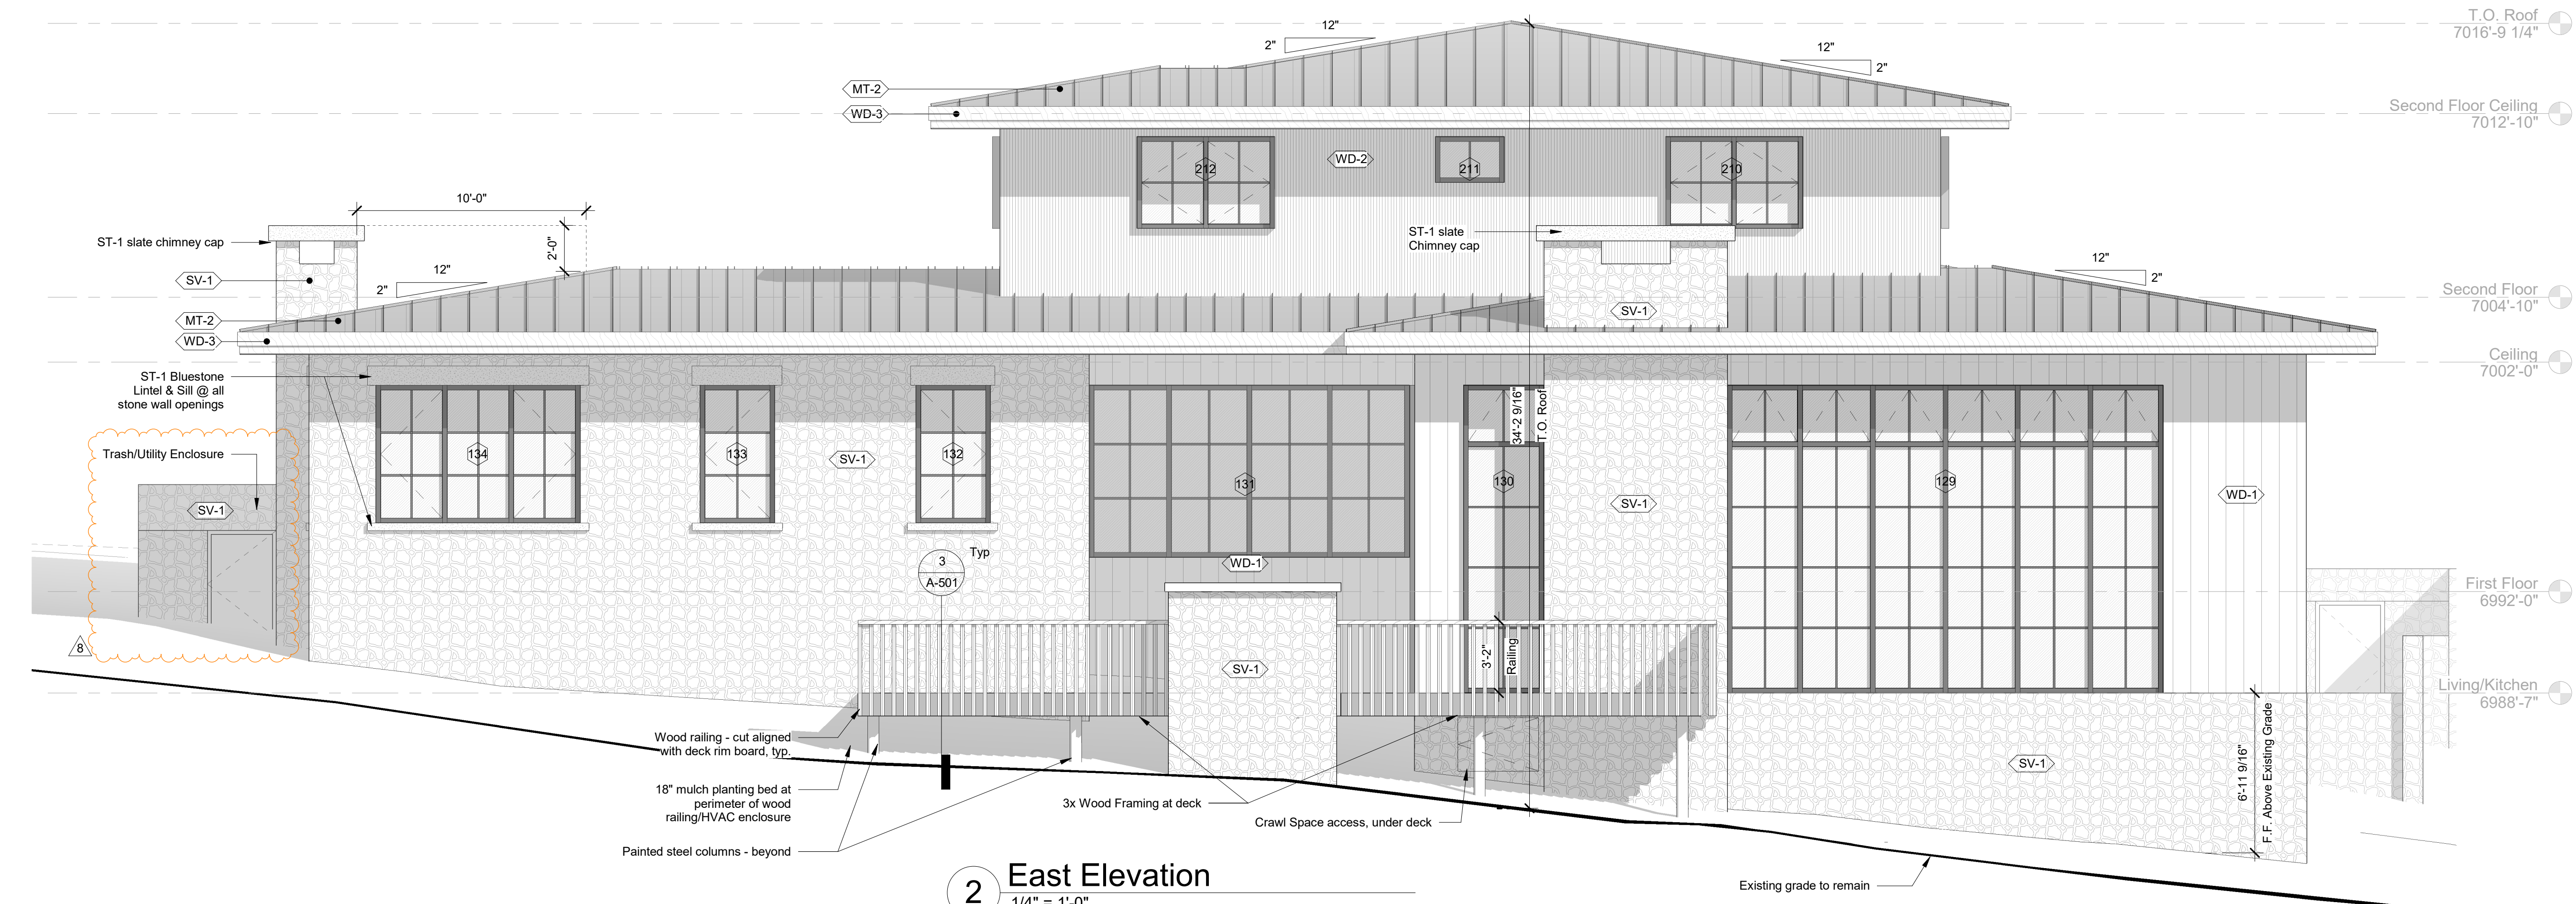 T.O. Roof
7016'-9 1/4"
12"
2"
12"
2"
MT-2
WD-3
Second Floor Ceiling
7012'-10"
212
WD-2
211
210
10'-0"
2'-0"
ST-1 slate chimney cap
ST-1 slate
Chimney cap
SV-1
12"
2"
12"
2"
MT-2
WD-3
SV-1
Second Floor
7004'-10"
Ceiling
7002'-0"
ST-1 Bluestone
Lintel & Sill @ all
stone wall openings
Trash/Utility Enclosure
SV-1
134
133
SV-1
132
131
130
34'-2 9/16"
T.O. Roof
SV-1
129
WD-1
3
A-501
Typ
WD-1
First Floor
6992'-0"
8
SV-1
3'-2"
Railing
Living/Kitchen
6988'-7"
Wood railing - cut aligned
with deck rim board, typ.
18" mulch planting bed at
perimeter of wood
railing/HVAC enclosure
Painted steel columns - beyond
3x Wood Framing at deck
Crawl Space access, under deck
SV-1
6'-11 9/16"
F.F. Above Existing Grade
Existing grade to remain
2
East Elevation
1/4" = 1'-0"